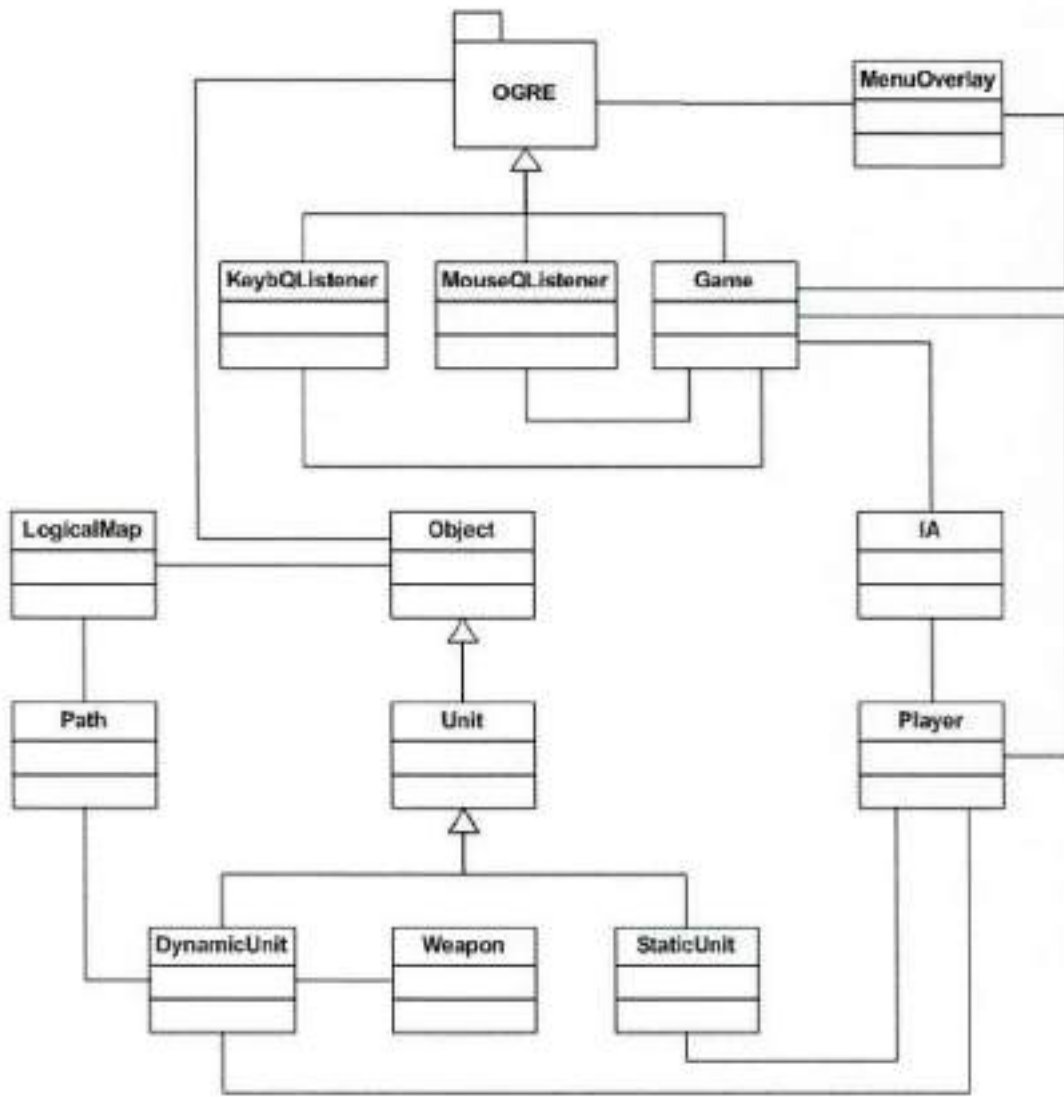 OGRE
MenuOverlay
KeybQListener
MouseQListener
Game
LogicalMap
Object
IA
Path
Unit
Player
DynamicUnit
Weapon
StaticUnit